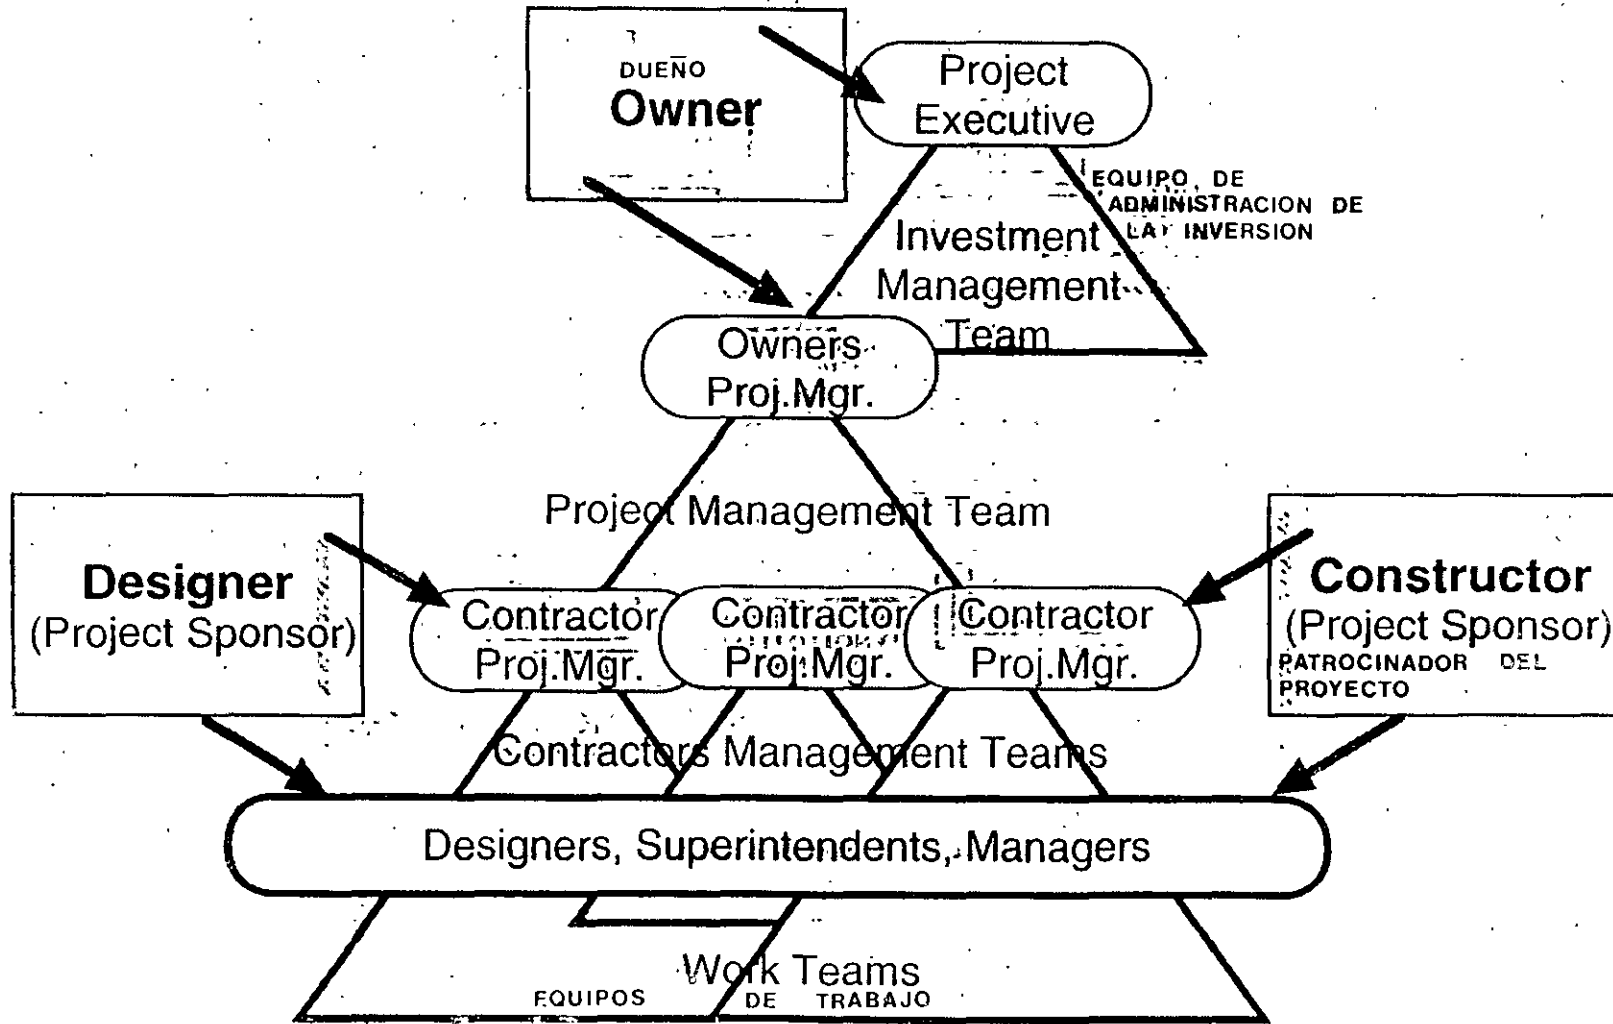 DUEÑO
Owner
Project
Executive
EQUIPO DE
ADMINISTRACION DE
LA INVERSION
Investment
Management
Team
Owners
Proj.Mgr.
Project Management Team
Designer
(Project Sponsor)
Contractor
Proj.Mgr.
Contractor
Proj.Mgr.
Contractor
Proj.Mgr.
Constructor
(Project Sponsor)
PATROCINADOR DEL
PROYECTO
Contractors Management Teams
Designers, Superintendents, Managers
Work Teams
EQUIPOS DE TRABAJO